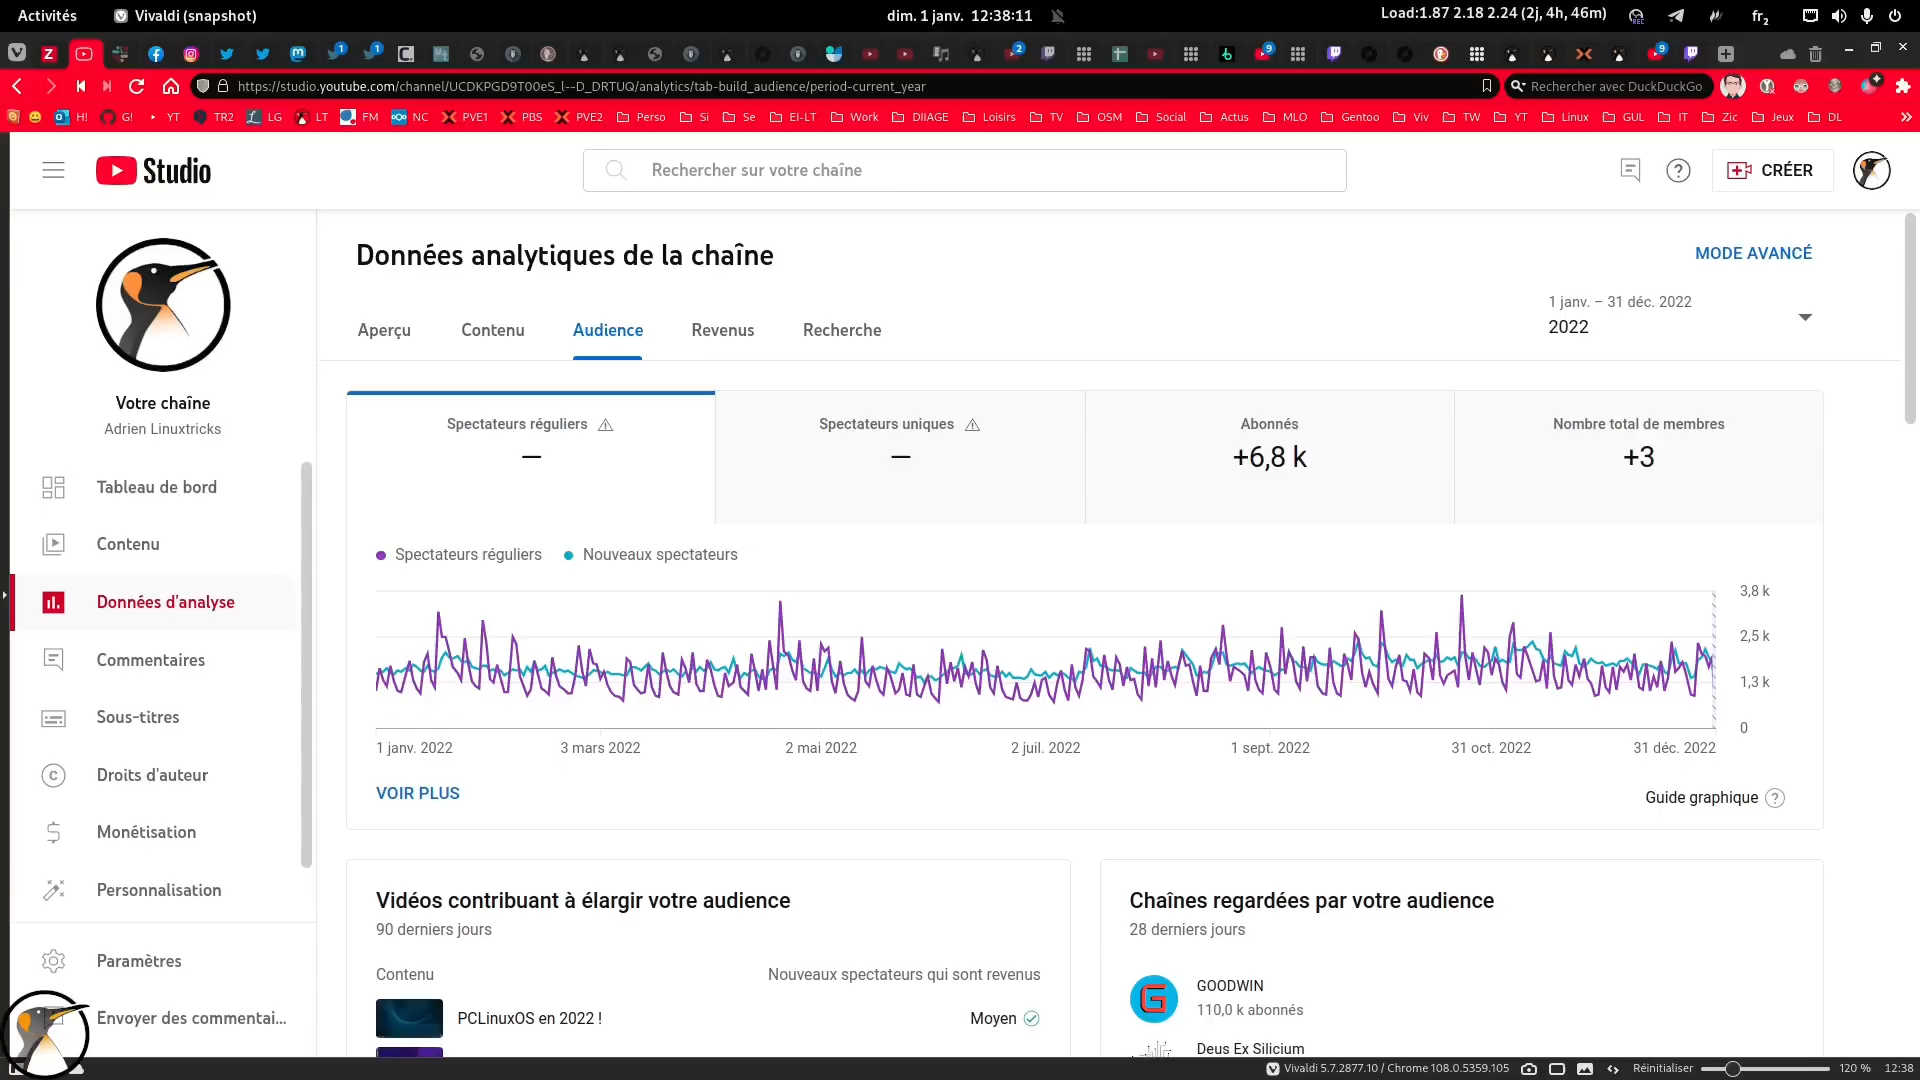 Activités
Vivaldi (snapshot)
dim. 1 janv. 12:38:11
Load:1.87 2.18 2.24 (2j, 4h, 46m)
fr₂
https://studio.youtube.com/channel/UCDKPGD9T00eS_l--D_DRTUQ/analytics/tab-build_audience/period-current_year
Rechercher avec DuckDuckGo
H! G! YT TR2 LG LT FM NC PVE1 PBS PVE2 Perso Si Se EI-LT Work DIIAGE Loisirs TV OSM Social Actus MLO Gentoo Viv TW YT Linux GUL IT Zic Jeux DL
Studio
Rechercher sur votre chaîne
CRÉER
Votre chaîne
Adrien Linuxtricks
Tableau de bord
Contenu
Données d'analyse
Commentaires
Sous-titres
Droits d'auteur
Monétisation
Personnalisation
Paramètres
Envoyer des commentai...
Données analytiques de la chaîne
MODE AVANCÉ
Aperçu
Contenu
Audience
Revenus
Recherche
1 janv. – 31 déc. 2022
2022
Spectateurs réguliers
—
Spectateurs uniques
—
Abonnés
+6,8 k
Nombre total de membres
+3
Spectateurs réguliers
Nouveaux spectateurs
3,8 k
2,5 k
1,3 k
0
1 janv. 2022
3 mars 2022
2 mai 2022
2 juil. 2022
1 sept. 2022
31 oct. 2022
31 déc. 2022
VOIR PLUS
Guide graphique
Vidéos contribuant à élargir votre audience
90 derniers jours
Contenu
Nouveaux spectateurs qui sont revenus
PCLinuxOS en 2022 !
Moyen
Chaînes regardées par votre audience
28 derniers jours
GOODWIN
110,0 k abonnés
Deus Ex Silicium
Vivaldi 5.7.2877.10 / Chrome 108.0.5359.105
Réinitialiser
120 %
12:38